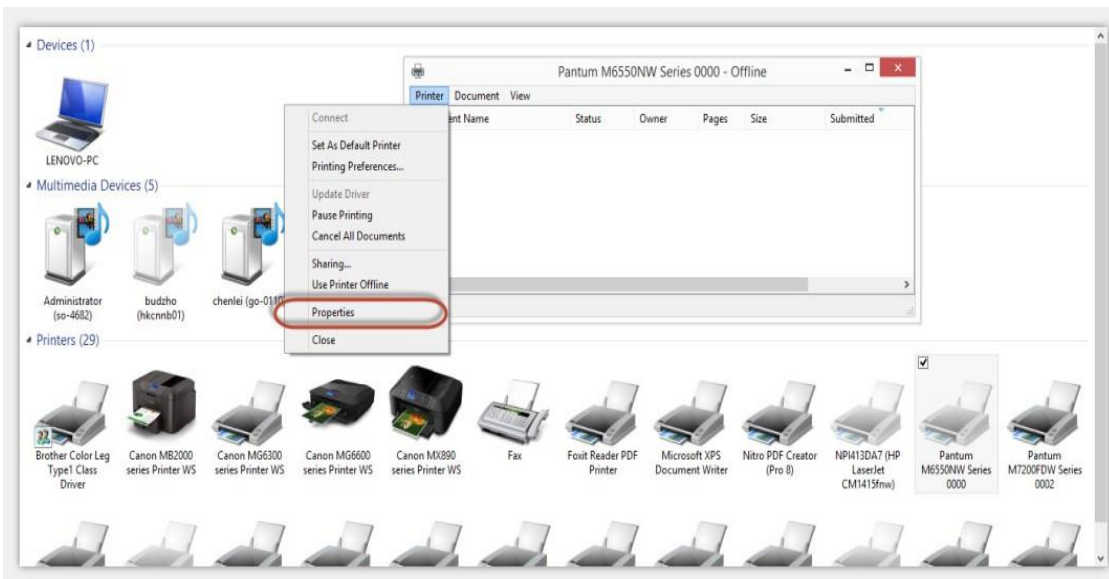 Devices (1)
LENOVO-PC
Multimedia Devices (5)
Administrator
(so-4682)
budzho
(hkcnnb01)
chenlei (go-0110
Pantum M6550NW Series 0000 - Offline
Printer Document View
ent Name Status Owner Pages Size Submitted
Connect
Set As Default Printer
Printing Preferences...
Update Driver
Pause Printing
Cancel All Documents
Sharing...
Use Printer Offline
Properties
Close
Printers (29)
Brother Color Leg
Type1 Class
Driver
Canon MB2000
series Printer WS
Canon MG6300
series Printer WS
Canon MG6600
series Printer WS
Canon MX890
series Printer WS
Fax
Foxit Reader PDF
Printer
Microsoft XPS
Document Writer
Nitro PDF Creator
(Pro 8)
NPI413DA7 (HP
LaserJet
CM1415fnw)
Pantum
M6550NW Series
0000
Pantum
M7200FDW Series
0002